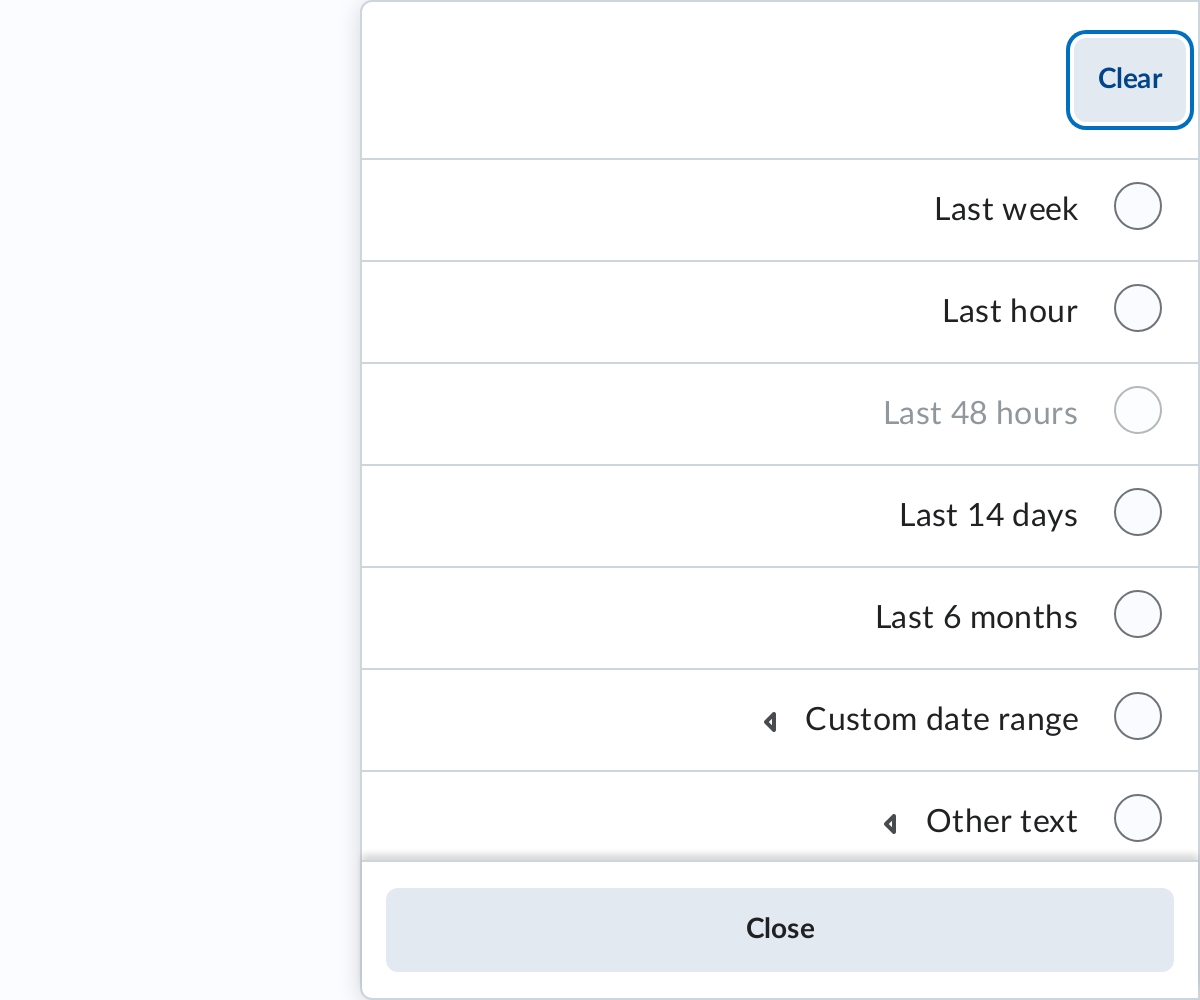 Clear
Last week
Last hour
Last 48 hours
Last 14 days
Last 6 months
Custom date range
Other text
Close